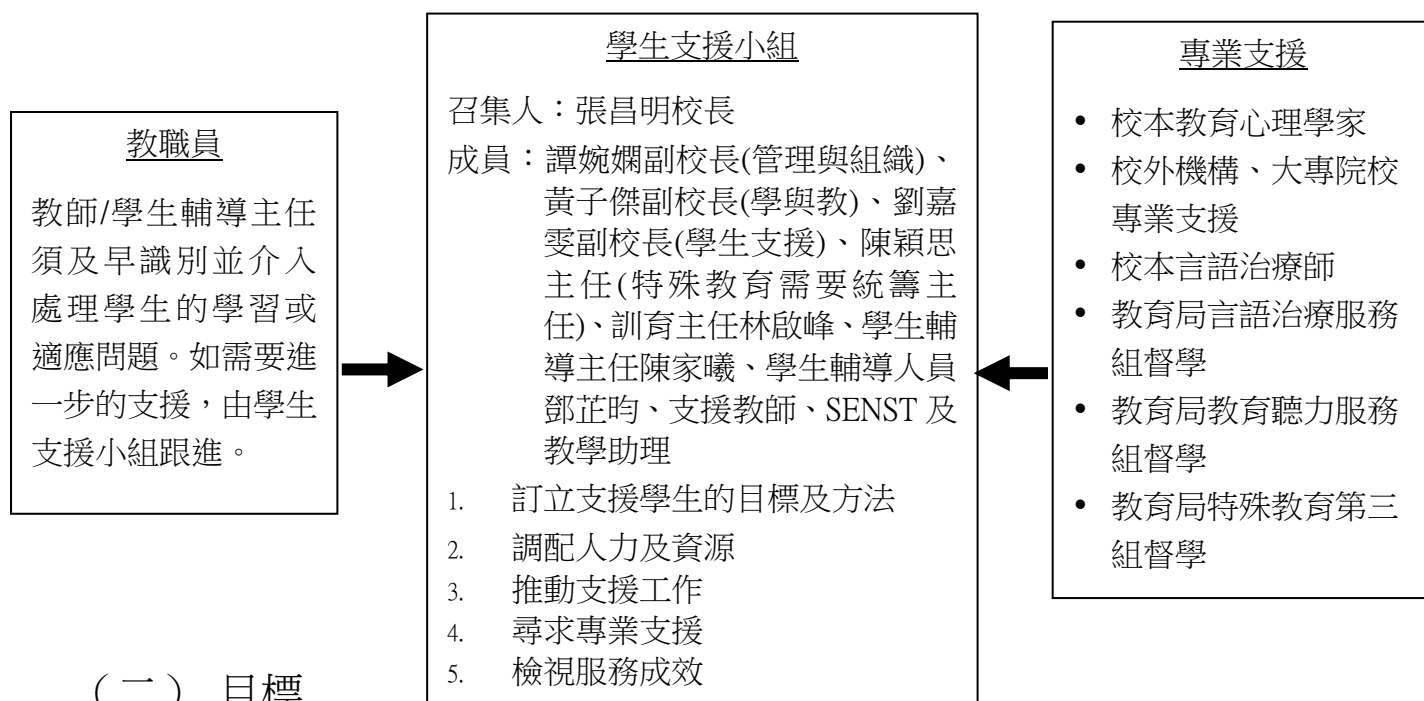 教職員
教師/學生輔導主任
須及早識別並介入
處理學生的學習或
適應問題。如需要進
一步的支援，由學生
支援小組跟進。
學生支援小組
召集人：張昌明校長
成員：譚婉嫻副校長(管理與組織)、
黃子傑副校長(學與教)、劉嘉
雯副校長(學生支援)、陳穎思
主任(特殊教育需要統籌主
任)、訓育主任林啟峰、學生輔
導主任陳家曦、學生輔導人員
鄧芷昀、支援教師、SENST 及
教學助理
1. 訂立支援學生的目標及方法
2. 調配人力及資源
3. 推動支援工作
4. 尋求專業支援
5. 檢視服務成效
專業支援
• 校本教育心理學家
• 校外機構、大專院校
專業支援
• 校本言語治療師
• 教育局言語治療服務
組督學
• 教育局教育聽力服務
組督學
• 教育局特殊教育第三
組督學
目標